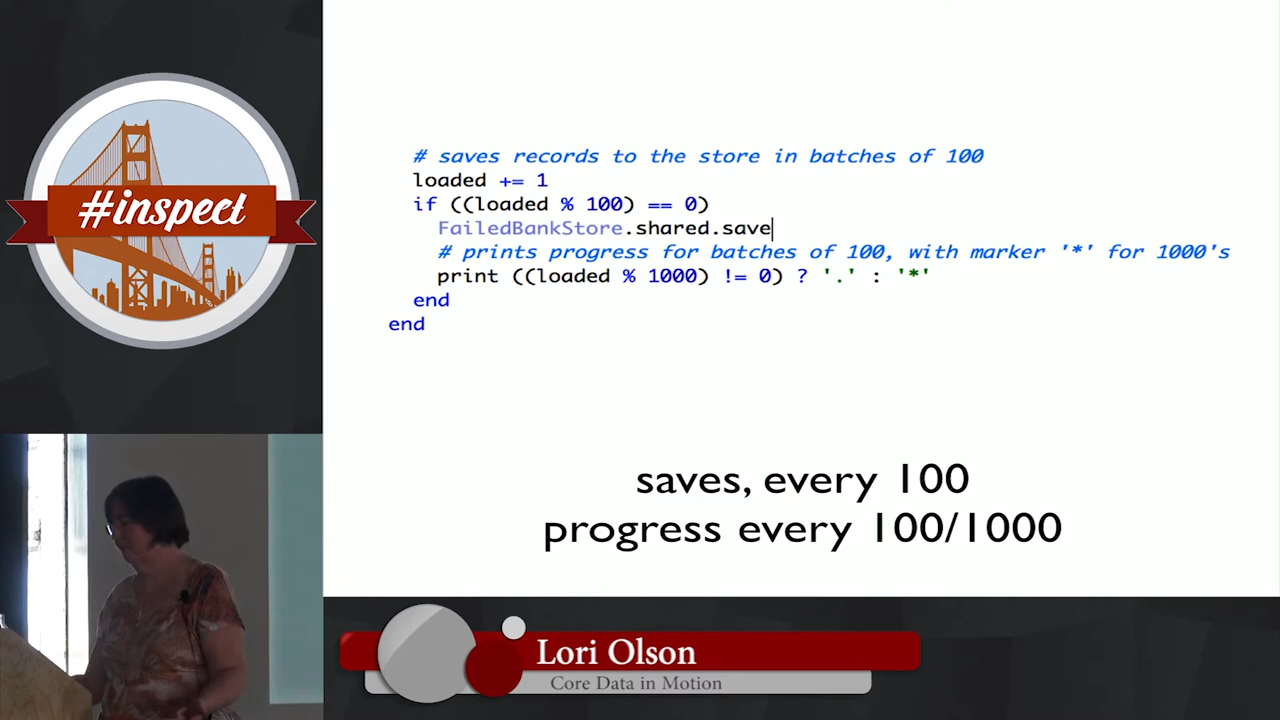 #inspect
# saves records to the store in batches of 100
loaded += 1
if ((loaded % 100) == 0)
FailedBankStore.shared.save
# prints progress for batches of 100, with marker '*' for 1000's
print ((loaded % 1000) != 0) ? '.' : '*'
end
end
saves, every 100
progress every 100/1000
Lori Olson
Core Data in Motion